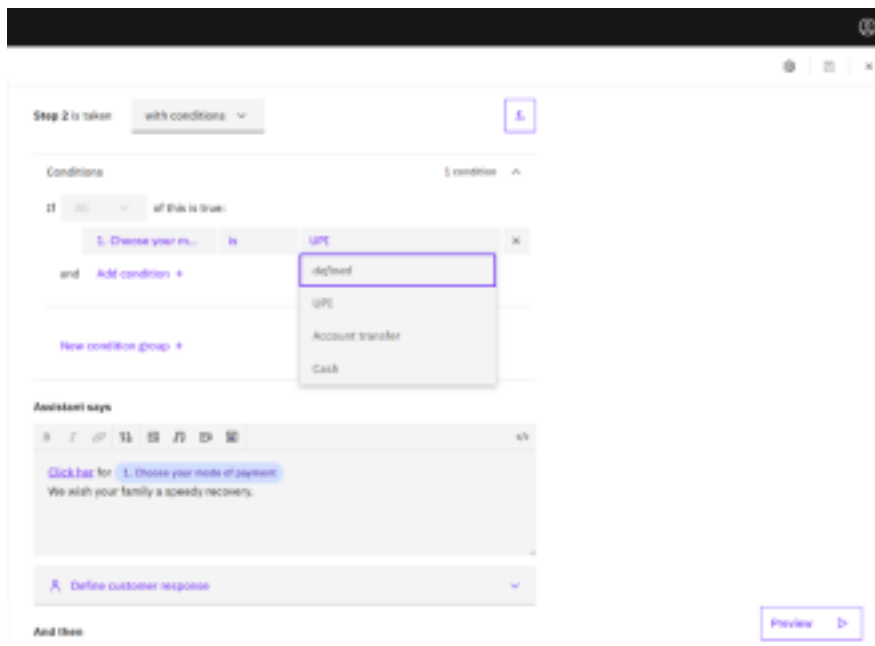 Step 2 is taken with conditions
Conditions 1 condition
If All of this is true:
1. Choose your m... is UPI
and Add condition +
defined
UPI
Account transfer
Cash
New condition group +
Assistant says
B I </>
Click her for 1. Choose your mode of payment
We wish your family a speedy recovery.
Define customer response
And then
Preview